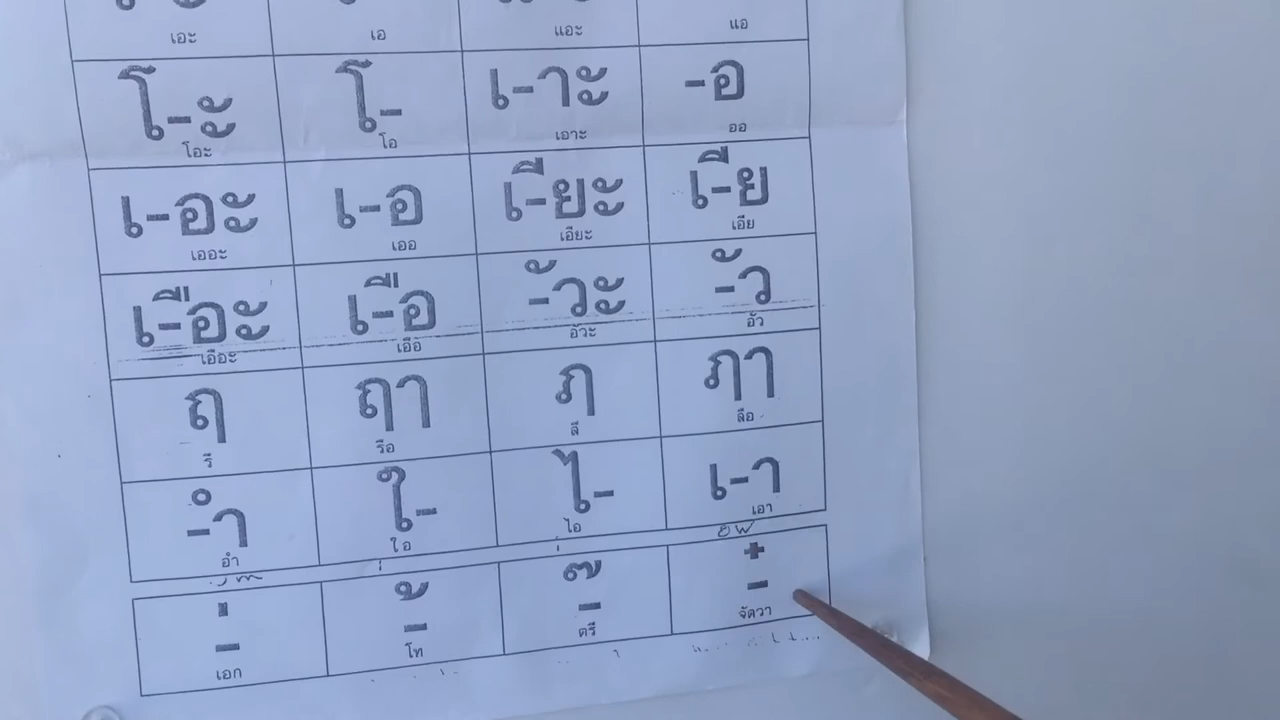 เอะ เอ แอะ แอ
โ-ะ โ- เ-าะ -อ
โอะ โอ เอาะ ออ
เ-อะ เ-อ เ-ียะ เ-ีย
เออะ เออ เอียะ เอีย
เ-ือะ เ-ือ -ัวะ -ัว
เอือะ เอือ อัวะ อัว
ฤ ฤๅ ฦ ฦๅ
รึ รือ ลึ ลือ
-ำ ใ- ไ- เ-า
อำ ใอ ไอ เอา
-่ -้ -๊ -๋
เอก โท ตรี จัตวา